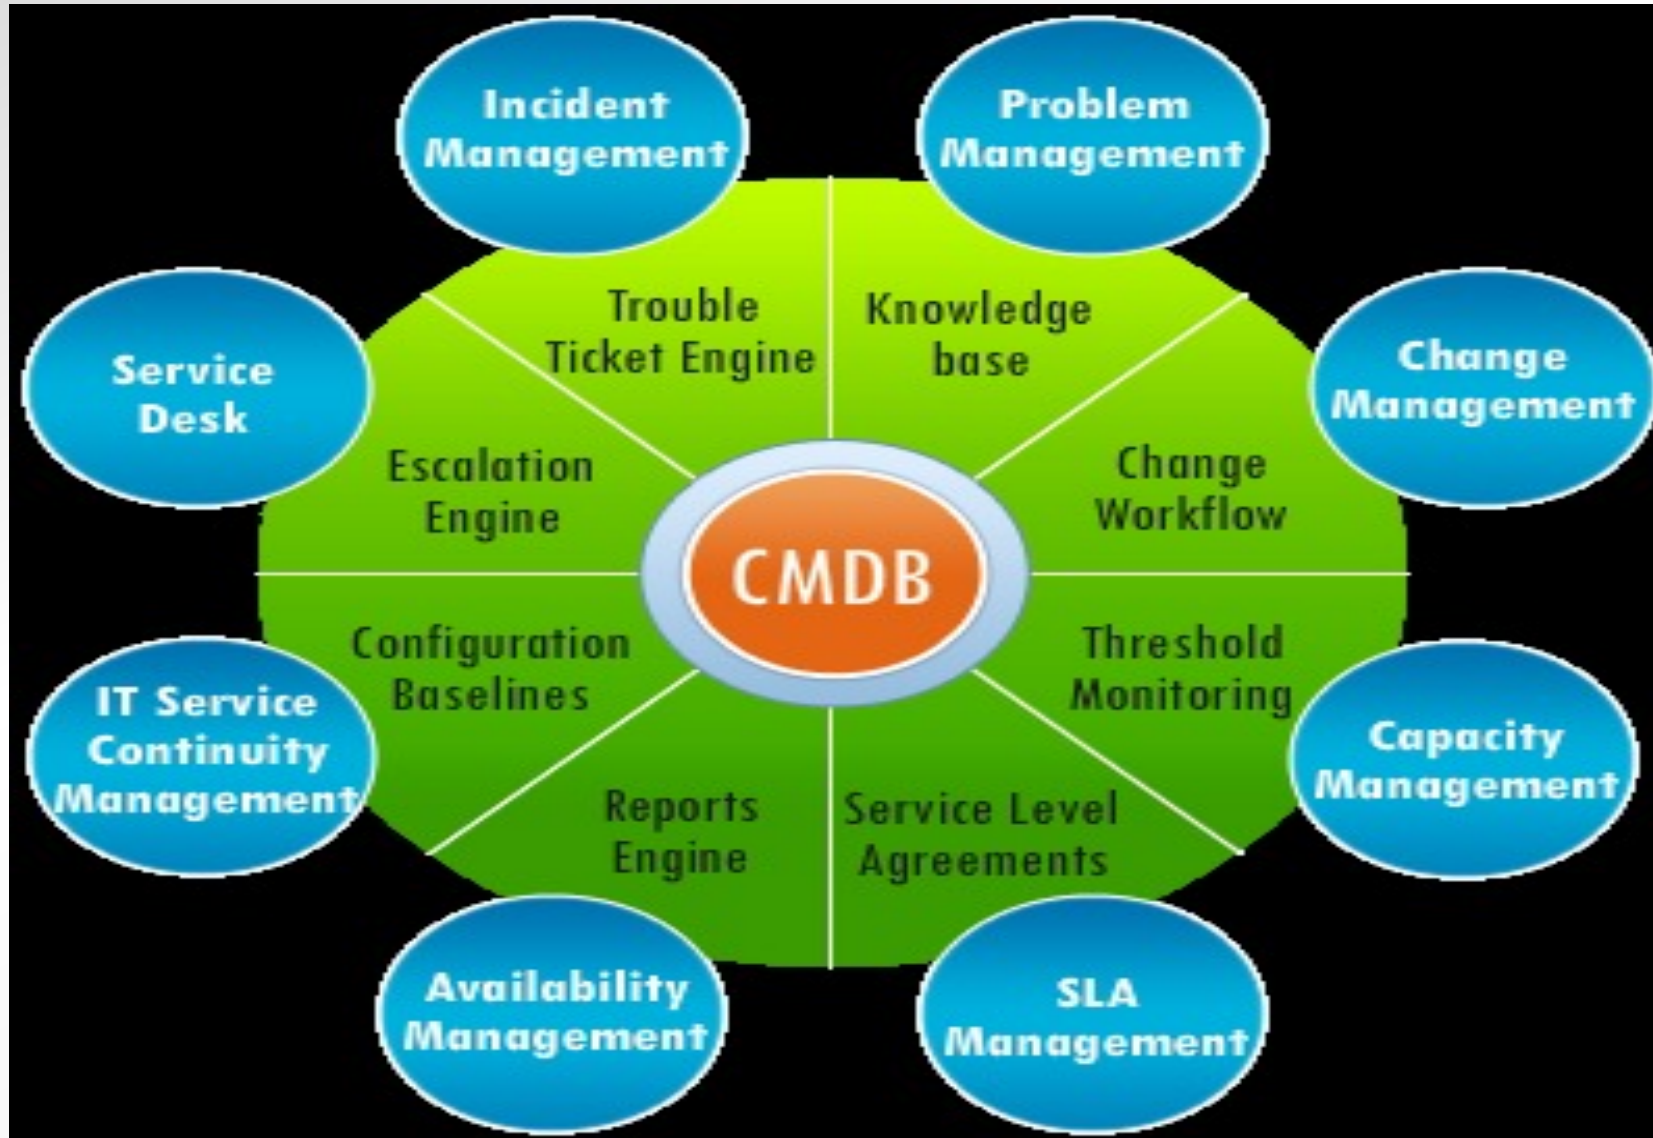 Incident
Management
Problem
Management
Service
Desk
Change
Management
Trouble
Ticket Engine
Knowledge
base
Escalation
Engine
Change
Workflow
CMDB
Configuration
Baselines
Threshold
Monitoring
IT Service
Continuity
Management
Capacity
Management
Reports
Engine
Service Level
Agreements
Availability
Management
SLA
Management